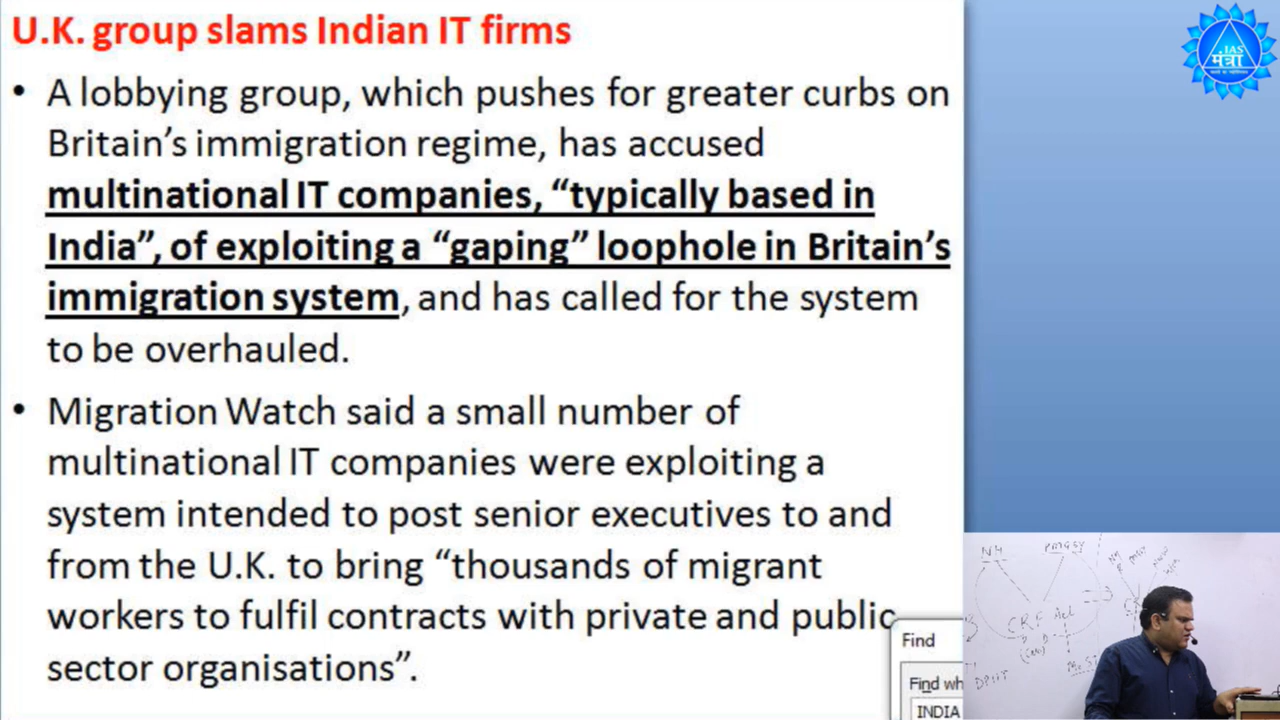 U.K. group slams Indian IT firms
• A lobbying group, which pushes for greater curbs on
Britain’s immigration regime, has accused
multinational IT companies, “typically based in
India”, of exploiting a “gaping” loophole in Britain’s
immigration system, and has called for the system
to be overhauled.
• Migration Watch said a small number of
multinational IT companies were exploiting a
system intended to post senior executives to and
from the U.K. to bring “thousands of migrant
workers to fulfil contracts with private and public
sector organisations”.
IAS
मंत्रा
Find
Find wh
INDIA
NH
PMGSY
CRF Act